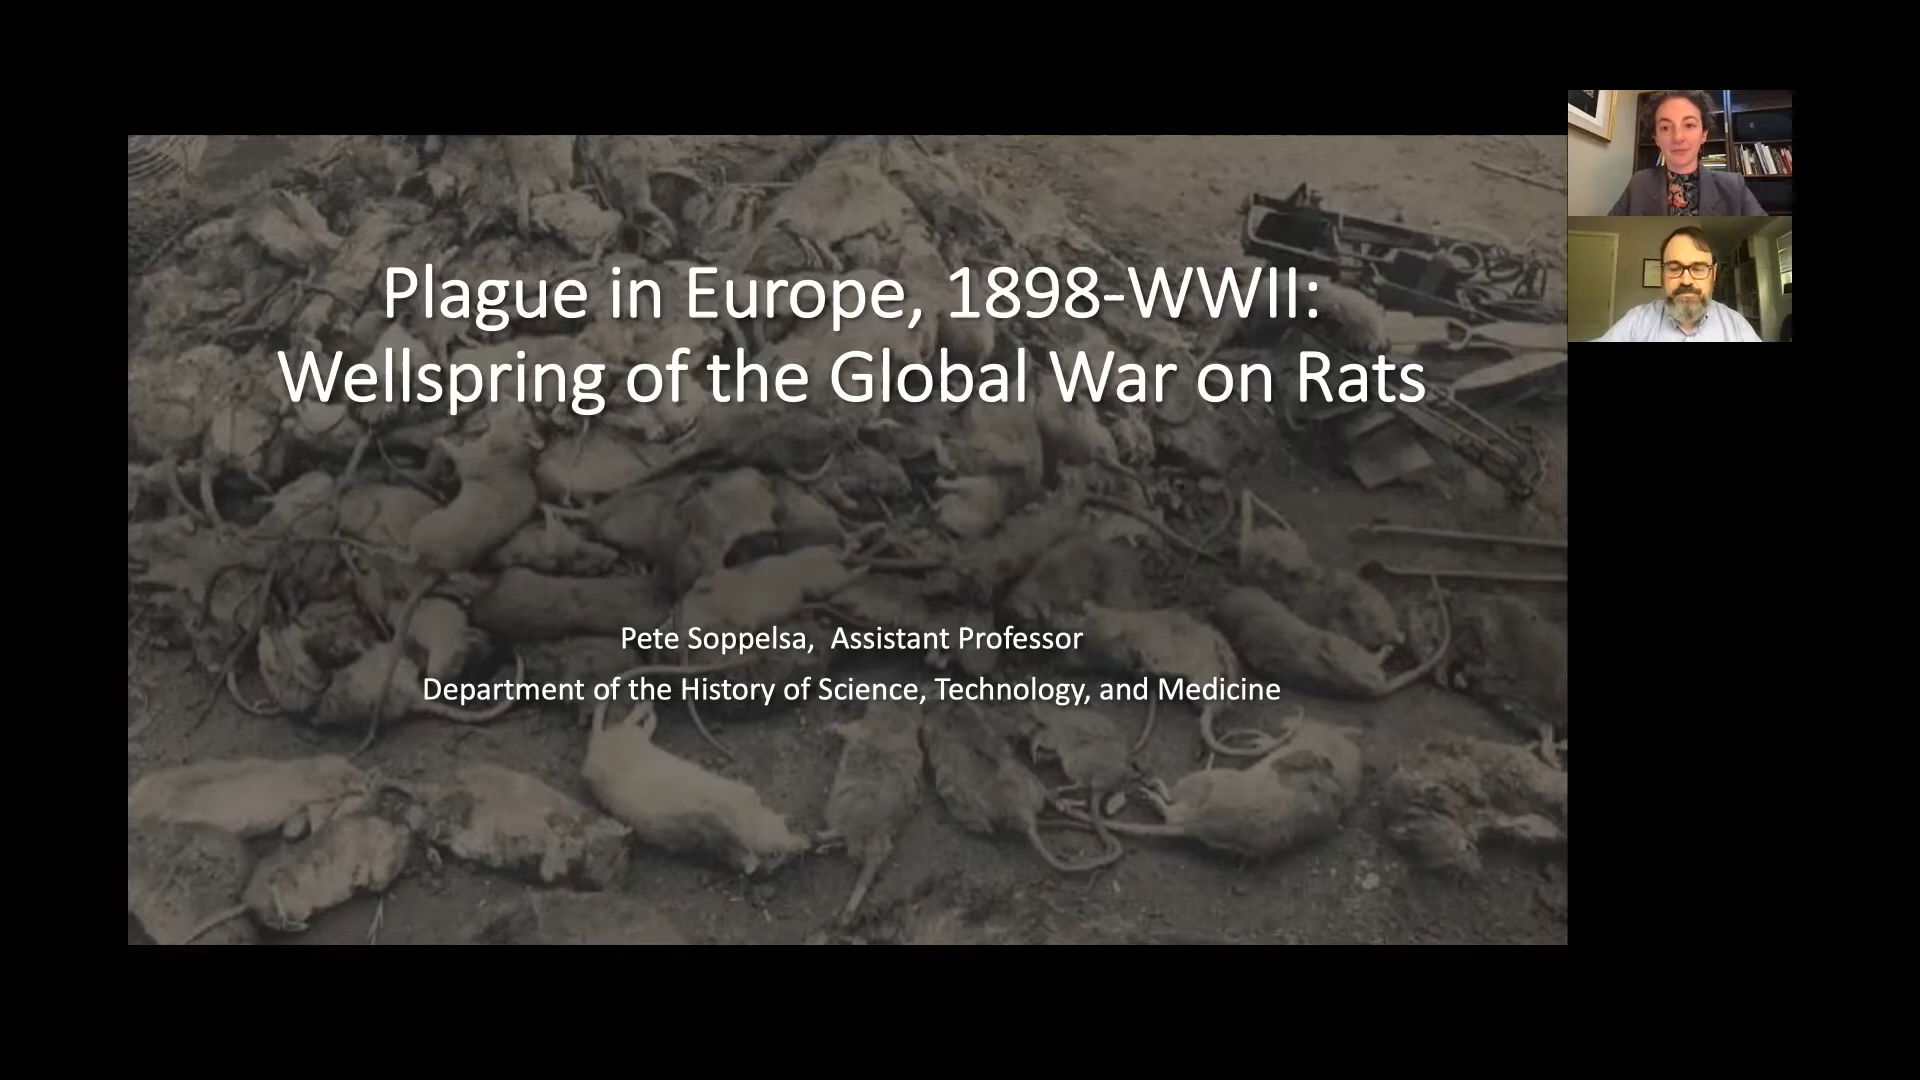 Plague in Europe, 1898-WWII:
Wellspring of the Global War on Rats
Pete Soppelsa, Assistant Professor
Department of the History of Science, Technology, and Medicine